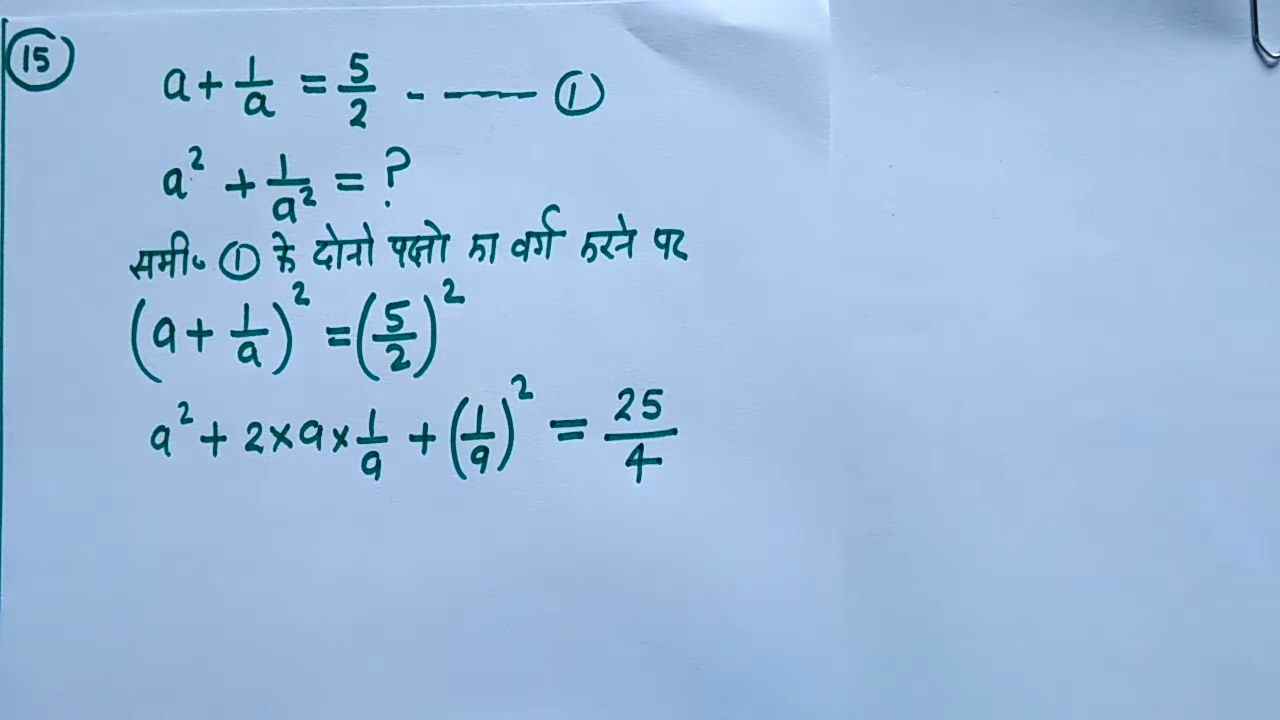 15
a + 1/a = 5/2 - —— ①
a² + 1/a² = ?
समी॰ ① के दोनो पक्षो का वर्ग करने पर
(a + 1/a)² = (5/2)²
a² + 2×a×1/a + (1/a)² = 25/4